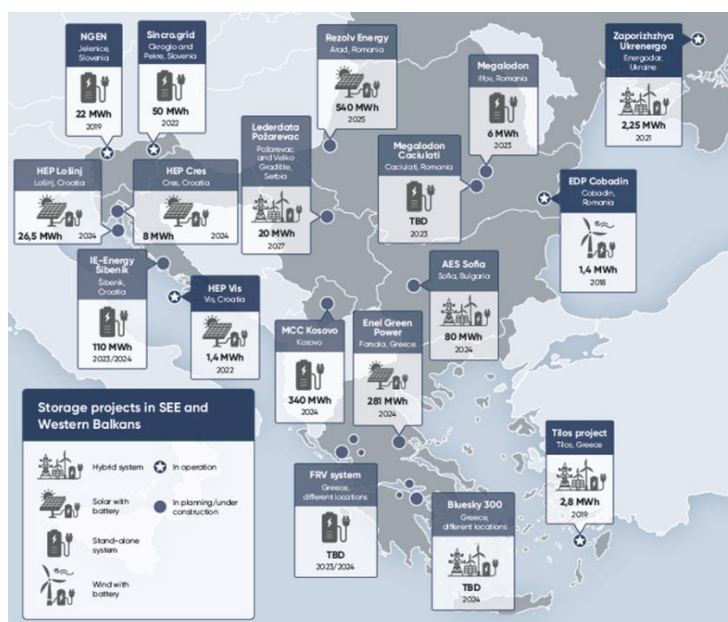 NGEN
Jelenice,
Slovenia
22 MWh
2019
Sincro.grid
Okroglo and
Pekre, Slovenia
50 MWh
2022
Rezolv Energy
Arad, Romania
540 MWh
2025
Megalodon
Ilfov, Romania
6 MWh
2023
Zaporizhzhya
Ukrenergo
Energodar,
Ukraine
2,25 MWh
2021
HEP Lošinj
Lošinj, Croatia
26,5 MWh
2024
HEP Cres
Cres, Croatia
8 MWh
2024
Lederdata
Požarevac
Požarevac
and Veliko
Gradište,
Serbia
20 MWh
2027
Megalodon
Caciulati
Caciulati, Romania
TBD
2023
EDP Cobadin
Cobadin,
Romania
1,4 MWh
2018
IE-Energy
Šibenik
Šibenik,
Croatia
110 MWh
2023/2024
HEP Vis
Vis, Croatia
1,4 MWh
2022
MCC Kosovo
Kosovo
340 MWh
2024
Enel Green
Power
Farsala, Greece
281 MWh
2024
AES Sofia
Sofia, Bulgaria
80 MWh
2024
Storage projects in SEE and
Western Balkans
Hybrid system
In operation
Solar with
battery
In planning/under
construction
Stand-alone
system
Wind with
battery
FRV system
Greece,
different locations
TBD
2023/2024
Bluesky 300
Greece,
different locations
TBD
2024
Tilos project
Tilos, Greece
2,8 MWh
2019